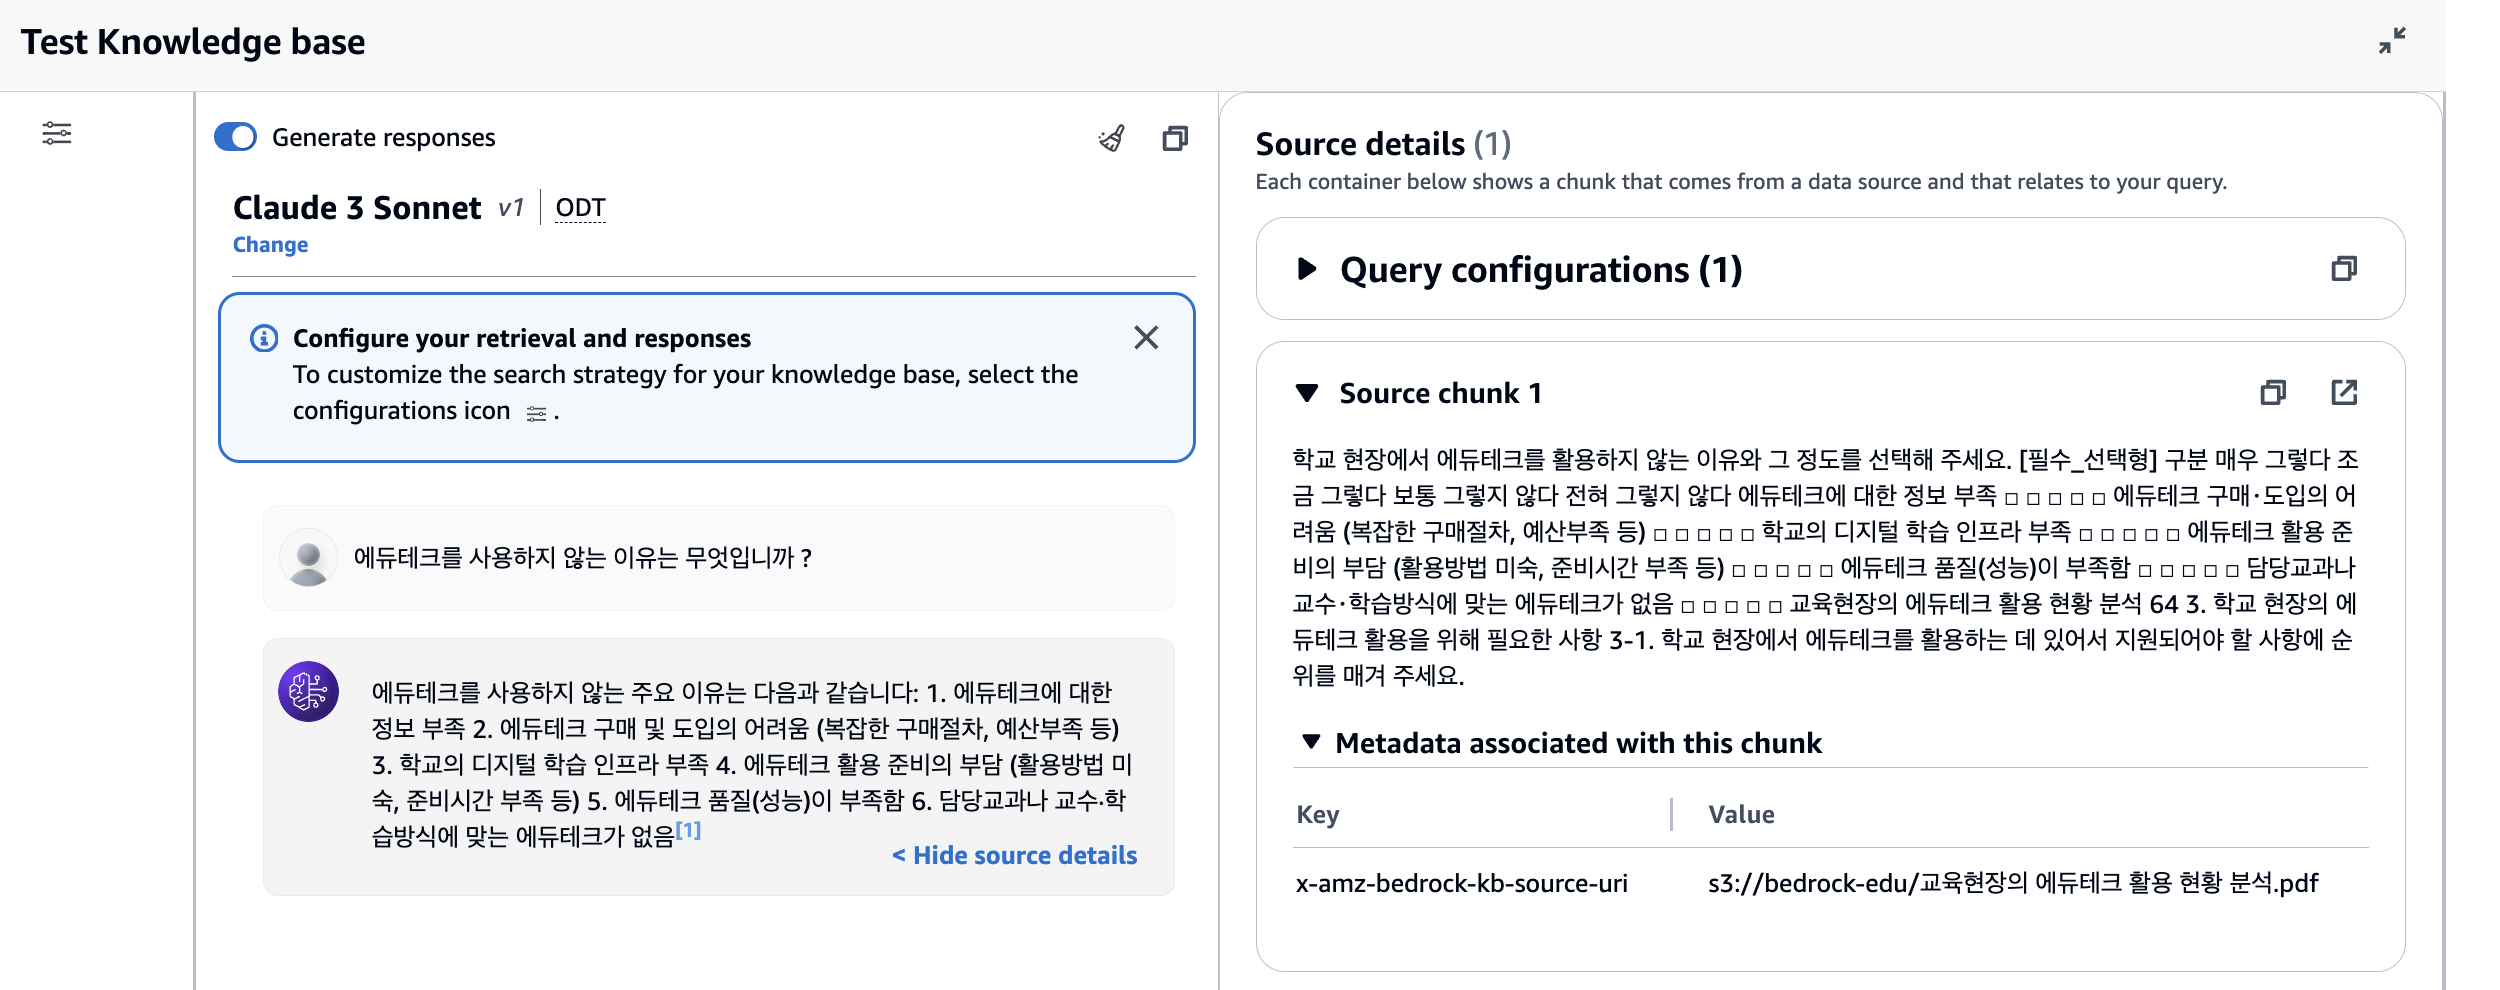 Test Knowledge base
Generate responses
Claude 3 Sonnet v1 | ODT
Change
Configure your retrieval and responses
To customize the search strategy for your knowledge base, select the
configurations icon .
에듀테크를 사용하지 않는 이유는 무엇입니까 ?
에듀테크를 사용하지 않는 주요 이유는 다음과 같습니다: 1. 에듀테크에 대한
정보 부족 2. 에듀테크 구매 및 도입의 어려움 (복잡한 구매절차, 예산부족 등)
3. 학교의 디지털 학습 인프라 부족 4. 에듀테크 활용 준비의 부담 (활용방법 미
숙, 준비시간 부족 등) 5. 에듀테크 품질(성능)이 부족함 6. 담당교과나 교수·학
습방식에 맞는 에듀테크가 없음[1]
< Hide source details
Source details (1)
Each container below shows a chunk that comes from a data source and that relates to your query.
Query configurations (1)
Source chunk 1
학교 현장에서 에듀테크를 활용하지 않는 이유와 그 정도를 선택해 주세요. [필수_선택형] 구분 매우 그렇다 조
금 그렇다 보통 그렇지 않다 전혀 그렇지 않다 에듀테크에 대한 정보 부족 □ □ □ □ □ 에듀테크 구매·도입의 어
려움 (복잡한 구매절차, 예산부족 등) □ □ □ □ □ 학교의 디지털 학습 인프라 부족 □ □ □ □ □ 에듀테크 활용 준
비의 부담 (활용방법 미숙, 준비시간 부족 등) □ □ □ □ □ 에듀테크 품질(성능)이 부족함 □ □ □ □ □ 담당교과나
교수·학습방식에 맞는 에듀테크가 없음 □ □ □ □ □ 교육현장의 에듀테크 활용 현황 분석 64 3. 학교 현장의 에
듀테크 활용을 위해 필요한 사항 3-1. 학교 현장에서 에듀테크를 활용하는 데 있어서 지원되어야 할 사항에 순
위를 매겨 주세요.
Metadata associated with this chunk
Key | Value
x-amz-bedrock-kb-source-uri s3://bedrock-edu/교육현장의 에듀테크 활용 현황 분석.pdf